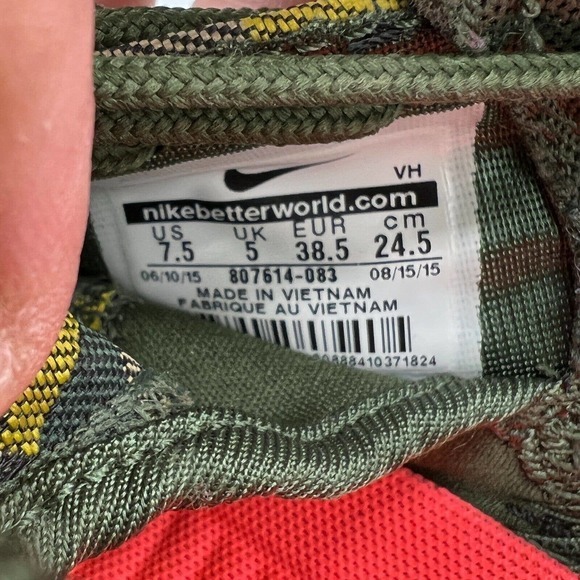 VH
nikebetterworld.com
US UK EUR cm
7.5 5 38.5 24.5
06/10/15 807614-083 08/15/15
MADE IN VIETNAM
FABRIQUE AU VIETNAM
00888410371824